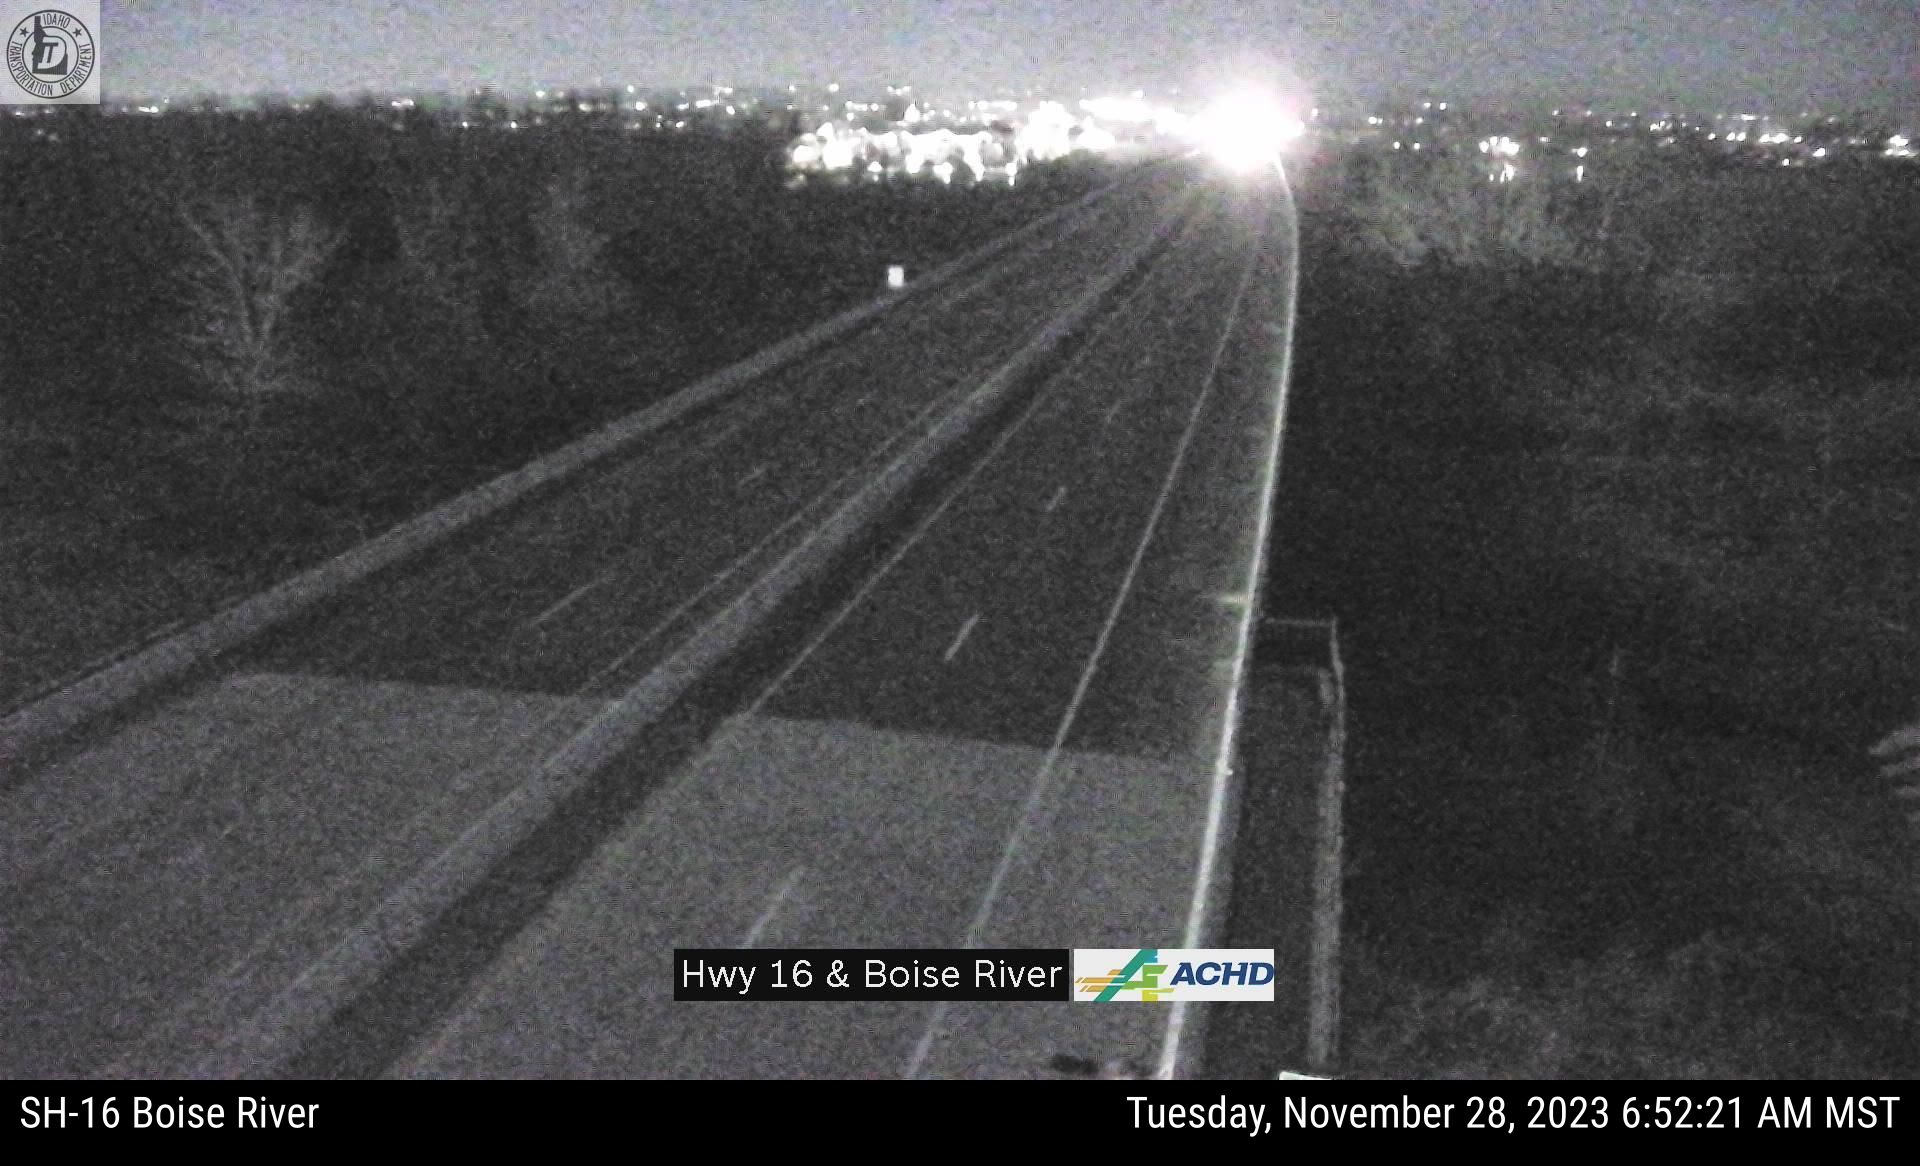 IDAHO
TRANSPORTATION DEPARTMENT
Hwy 16 & Boise River
ACHD
SH-16 Boise River
Tuesday, November 28, 2023 6:52:21 AM MST